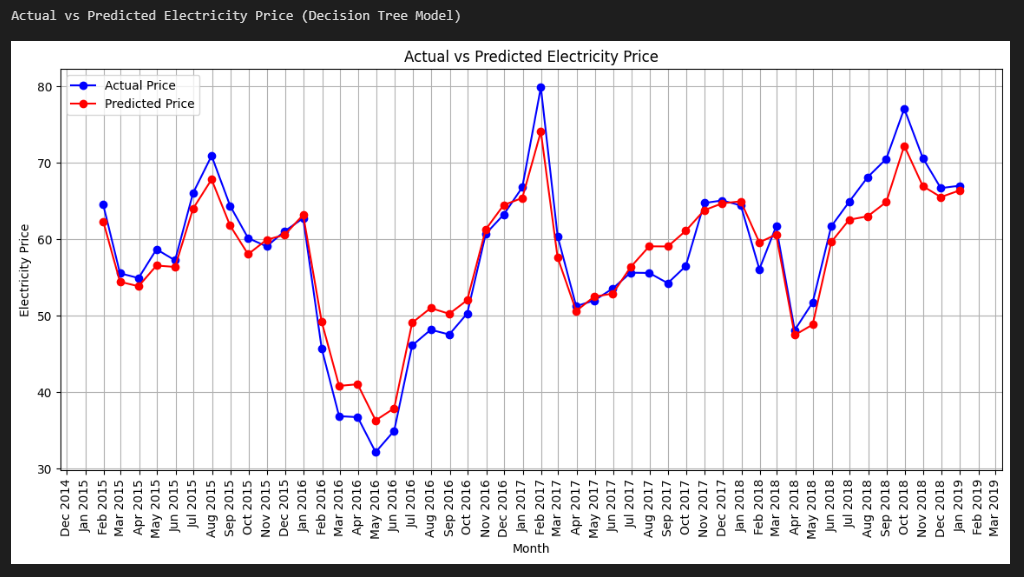 Actual vs Predicted Electricity Price (Decision Tree Model)
Actual vs Predicted Electricity Price
Actual Price
Predicted Price
Electricity Price
80
70
60
50
40
30
Dec 2014
Jan 2015
Feb 2015
Mar 2015
Apr 2015
May 2015
Jun 2015
Jul 2015
Aug 2015
Sep 2015
Oct 2015
Nov 2015
Dec 2015
Jan 2016
Feb 2016
Mar 2016
Apr 2016
May 2016
Jun 2016
Jul 2016
Aug 2016
Sep 2016
Oct 2016
Nov 2016
Dec 2016
Jan 2017
Feb 2017
Mar 2017
Apr 2017
May 2017
Jun 2017
Jul 2017
Aug 2017
Sep 2017
Oct 2017
Nov 2017
Dec 2017
Jan 2018
Feb 2018
Mar 2018
Apr 2018
May 2018
Jun 2018
Jul 2018
Aug 2018
Sep 2018
Oct 2018
Nov 2018
Dec 2018
Jan 2019
Feb 2019
Mar 2019
Month